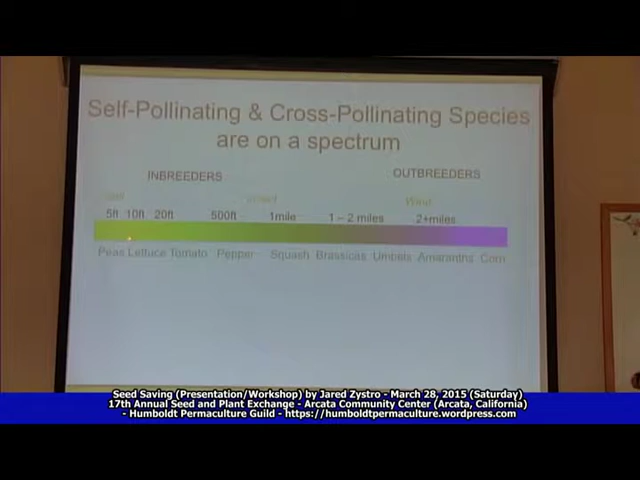 Self-Pollinating & Cross-Pollinating Species
are on a spectrum
INBREEDERS OUTBREEDERS
Self Insect Wind
5ft 10ft 20ft 500ft 1mile 1 – 2 miles 2+miles
Peas Lettuce Tomato Pepper Squash Brassicas Umbels Amaranths Corn
Seed Saving (Presentation/Workshop) by Jared Zystro - March 28, 2015 (Saturday)
17th Annual Seed and Plant Exchange - Arcata Community Center (Arcata, California)
- Humboldt Permaculture Guild - https://humboldtpermaculture.wordpress.com